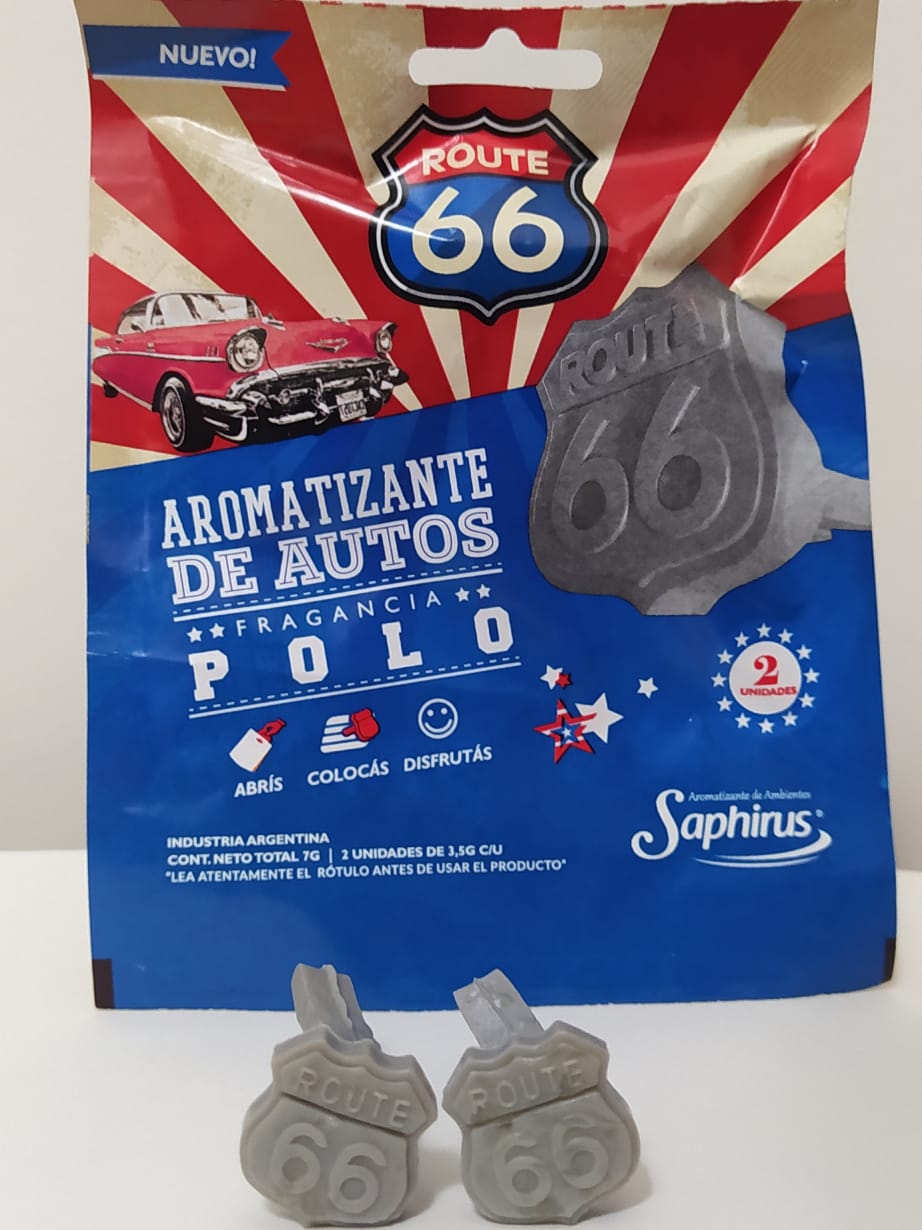 NUEVO!
ROUTE
66
ROUTE
66
AROMATIZANTE
DE AUTOS
FRAGANCIA
POLO
2
UNIDADES
ABRÍS
COLOCÁS
DISFRUTÁS
Aromatizante de Ambientes
Saphirus®
INDUSTRIA ARGENTINA
CONT. NETO TOTAL 7G | 2 UNIDADES DE 3,5G C/U
"LEA ATENTAMENTE EL RÓTULO ANTES DE USAR EL PRODUCTO"
ROUTE
66
ROUTE
66